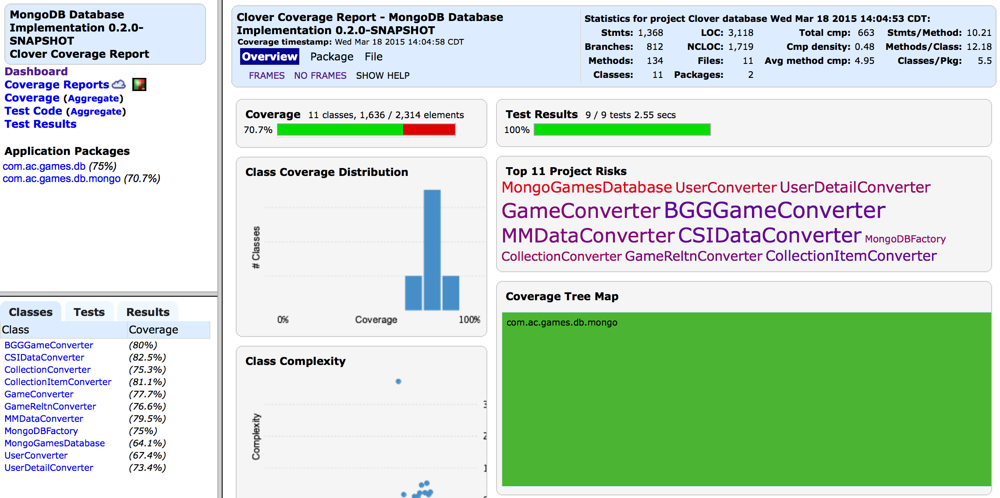 MongoDB Database
Implementation 0.2.0-
SNAPSHOT
Clover Coverage Report
Dashboard
Coverage Reports
Coverage (Aggregate)
Test Code (Aggregate)
Test Results
Application Packages
com.ac.games.db (75%)
com.ac.games.db.mongo (70.7%)
Classes Tests Results
Class Coverage
BGGGameConverter (80%)
CSIDataConverter (82.5%)
CollectionConverter (75.3%)
CollectionItemConverter (81.1%)
GameConverter (77.7%)
GameReltnConverter (76.6%)
MMDataConverter (79.5%)
MongoDBFactory (75%)
MongoGamesDatabase (64.1%)
UserConverter (67.4%)
UserDetailConverter (73.4%)
Clover Coverage Report - MongoDB Database
Implementation 0.2.0-SNAPSHOT
Coverage timestamp: Wed Mar 18 2015 14:04:58 CDT
Overview Package File
FRAMES NO FRAMES SHOW HELP
Statistics for project Clover database Wed Mar 18 2015 14:04:53 CDT:
Stmts: 1,368 LOC: 3,118 Total cmp: 663 Stmts/Method: 10.21
Branches: 812 NCLOC: 1,719 Cmp density: 0.48 Methods/Class: 12.18
Methods: 134 Files: 11 Avg method cmp: 4.95 Classes/Pkg: 5.5
Classes: 11 Packages: 2
Coverage 11 classes, 1,636 / 2,314 elements
70.7%
Class Coverage Distribution
# Classes
0% Coverage 100%
Class Complexity
Complexity
Test Results 9 / 9 tests 2.55 secs
100%
Top 11 Project Risks
MongoGamesDatabase UserConverter UserDetailConverter
GameConverter BGGGameConverter
MMDataConverter CSIDataConverter MongoDBFactory
CollectionConverter GameReltnConverter CollectionItemConverter
Coverage Tree Map
com.ac.games.db.mongo